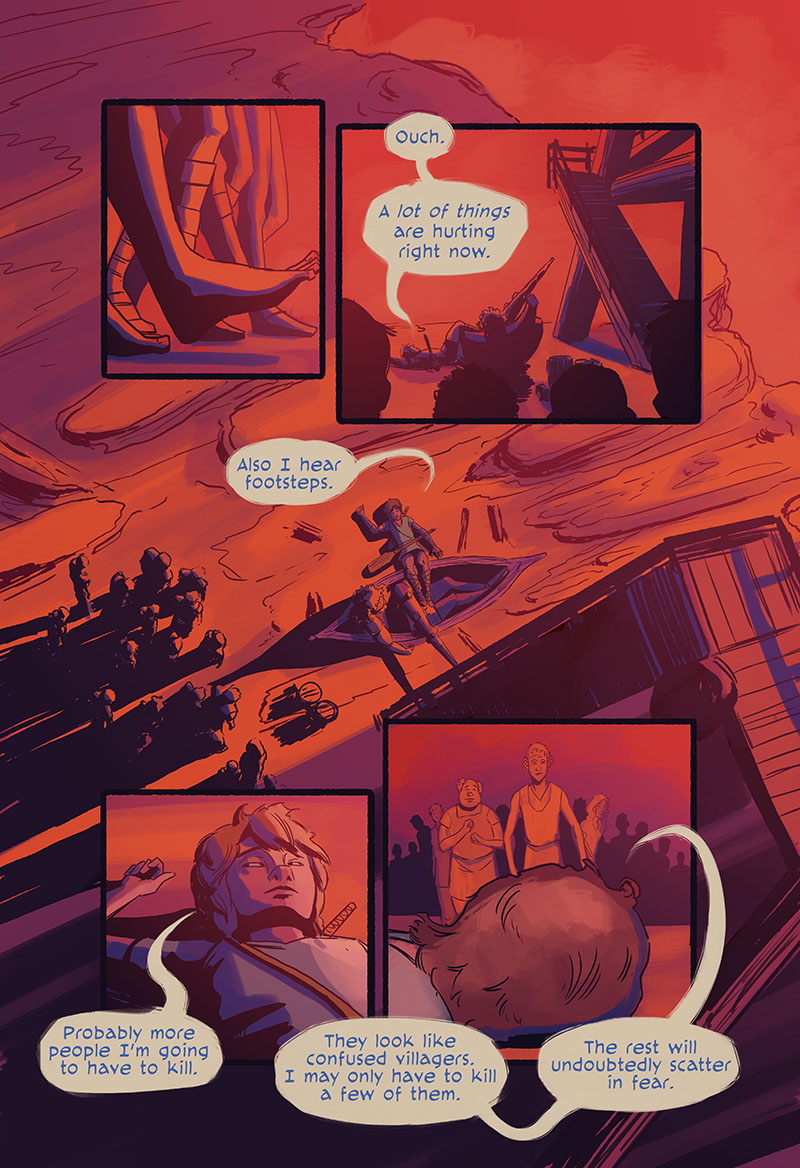 Ouch.
A lot of things
are hurting
right now.
Also I hear
footsteps.
Probably more
people I'm going
to have to kill.
They look like
confused villagers.
I may only have to kill
a few of them.
The rest will
undoubtedly scatter
in fear.